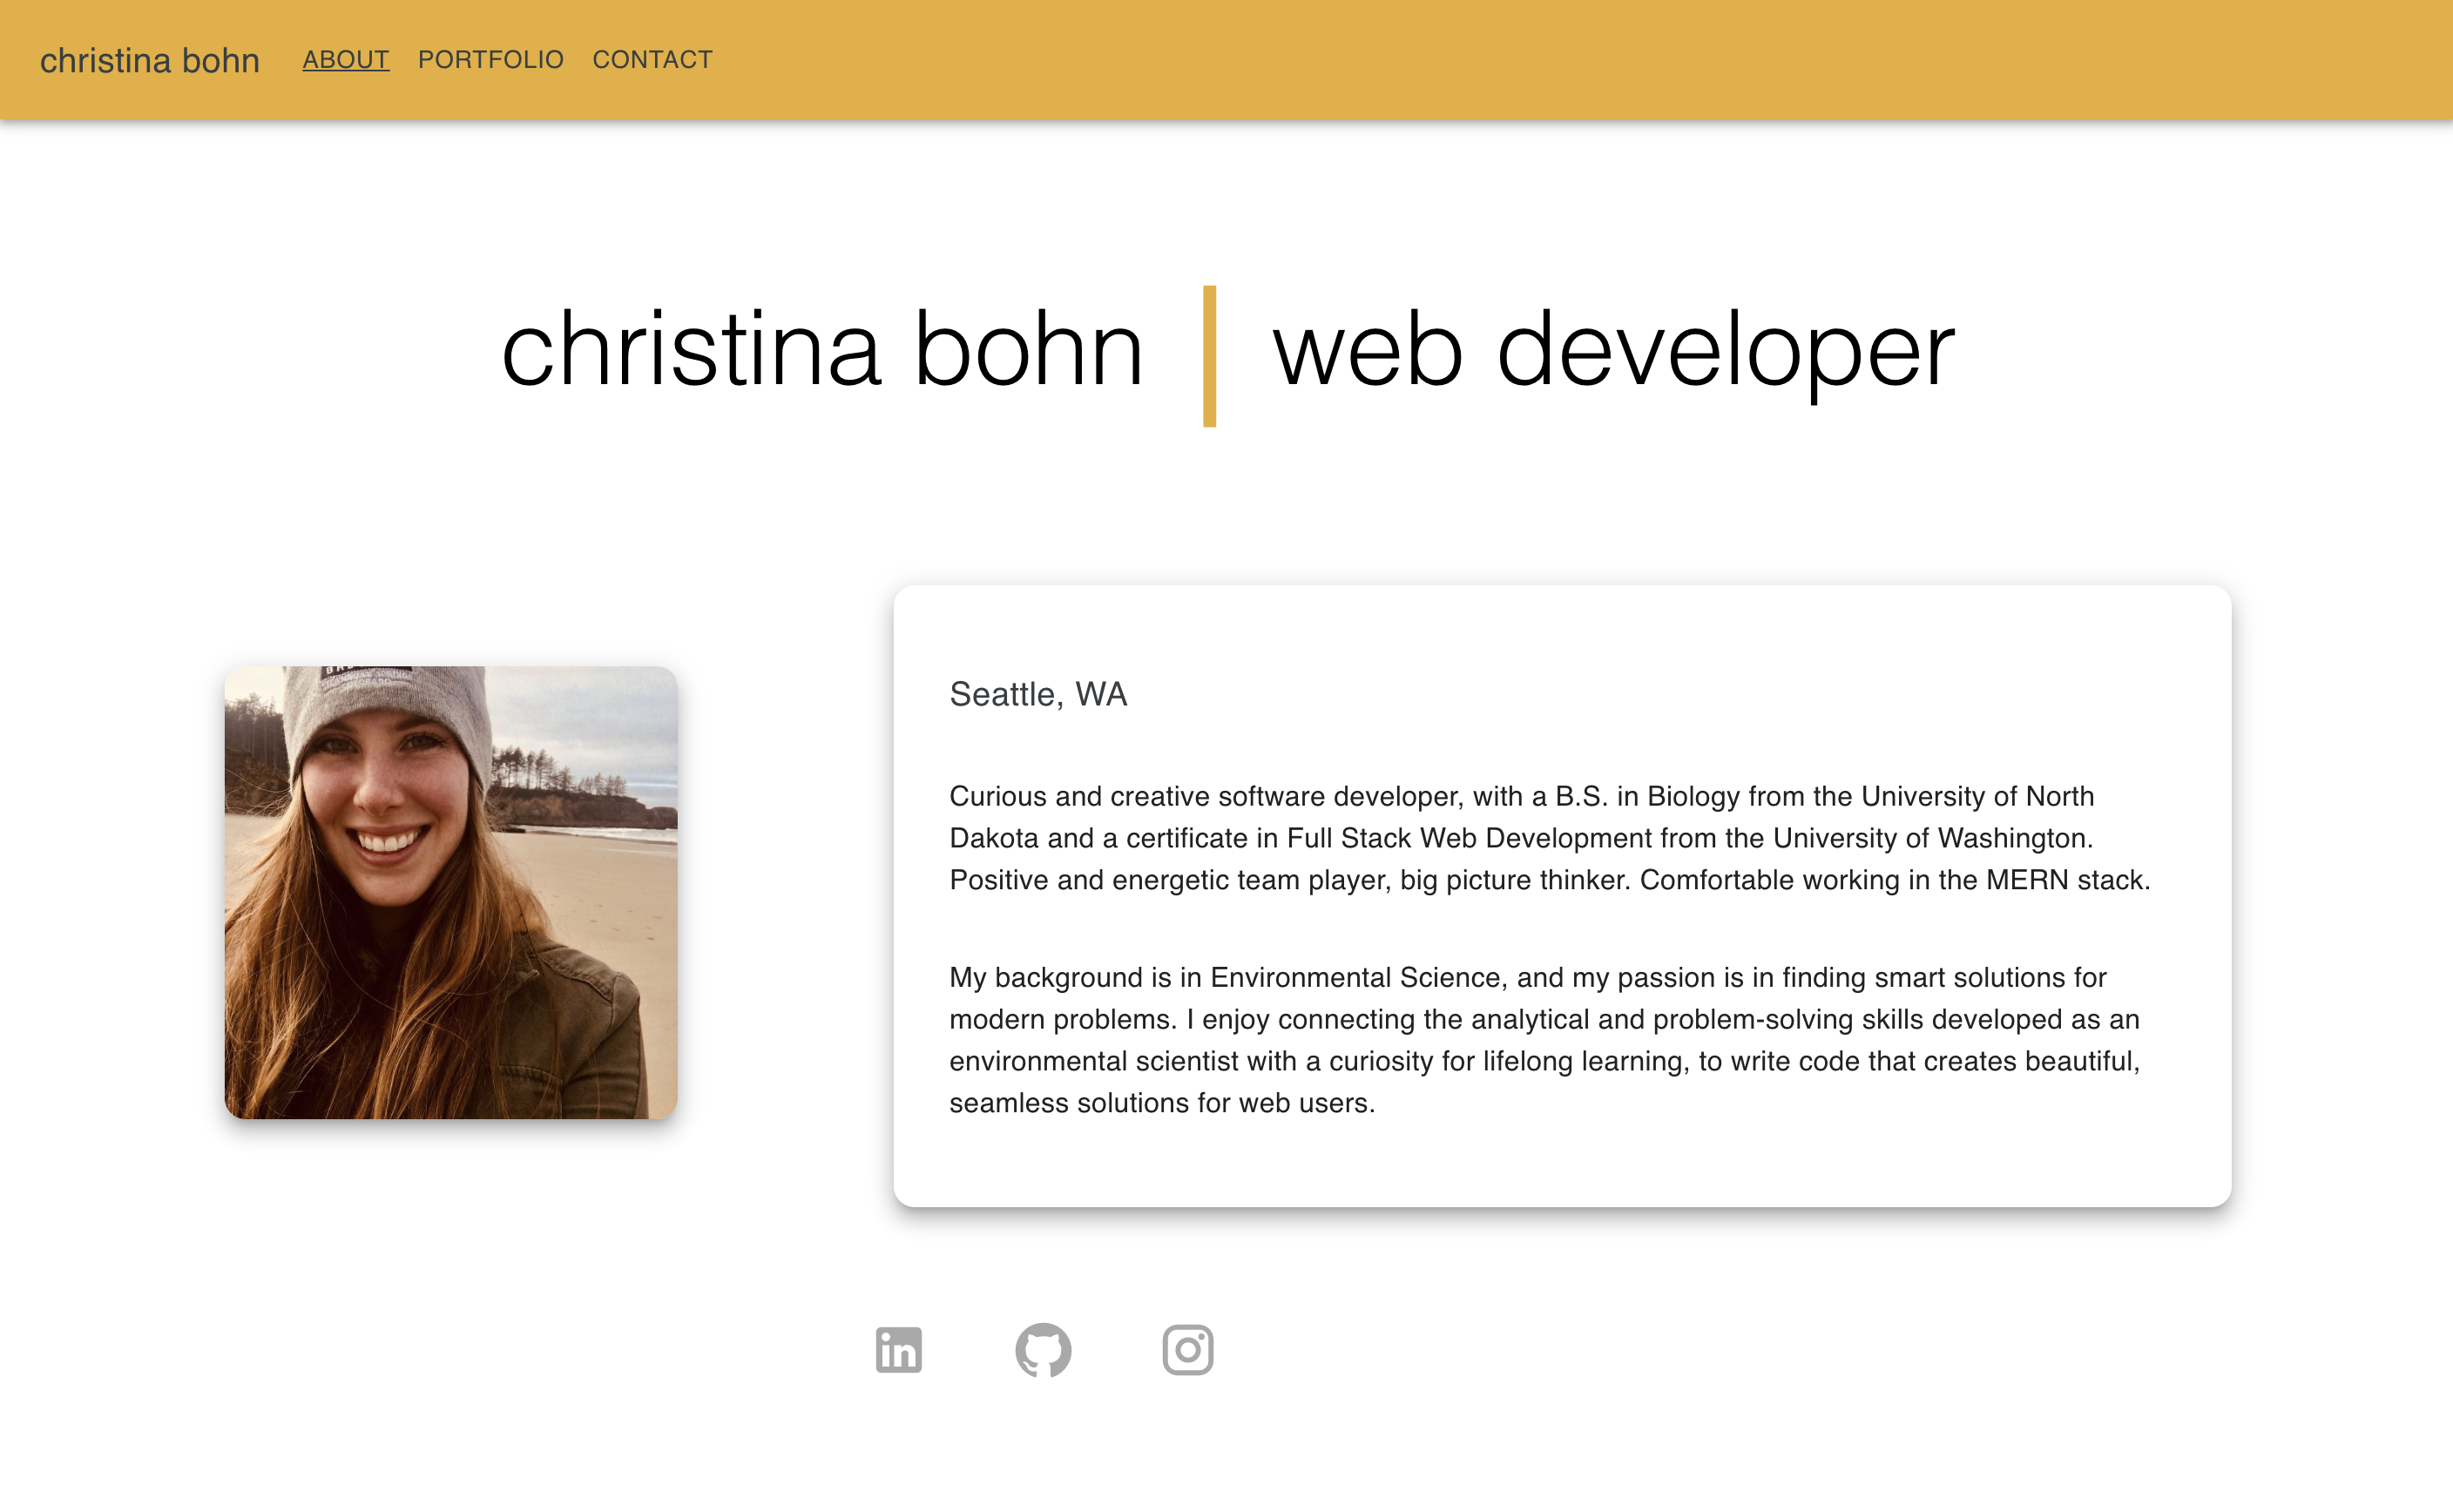 christina bohn ABOUT PORTFOLIO CONTACT
christina bohn | web developer
Seattle, WA
Curious and creative software developer, with a B.S. in Biology from the University of North
Dakota and a certificate in Full Stack Web Development from the University of Washington.
Positive and energetic team player, big picture thinker. Comfortable working in the MERN stack.
My background is in Environmental Science, and my passion is in finding smart solutions for
modern problems. I enjoy connecting the analytical and problem-solving skills developed as an
environmental scientist with a curiosity for lifelong learning, to write code that creates beautiful,
seamless solutions for web users.
in